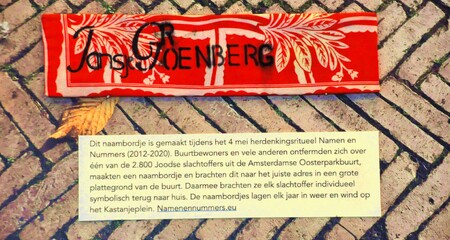 Jansje GROENBERG
Dit naambordje is gemaakt tijdens het 4 mei herdenkingsritueel Namen en
Nummers (2012-2020). Buurtbewoners en vele anderen ontfermden zich over
één van de 2.800 Joodse slachtoffers uit de Amsterdamse Oosterparkbuurt,
maakten een naambordje en brachten dit naar het juiste adres in een grote
plattegrond van de buurt. Daarmee brachten ze elk slachtoffer individueel
symbolisch terug naar huis. De naambordjes lagen elk jaar in weer en wind op
het Kastanjeplein. Namenennummers.eu